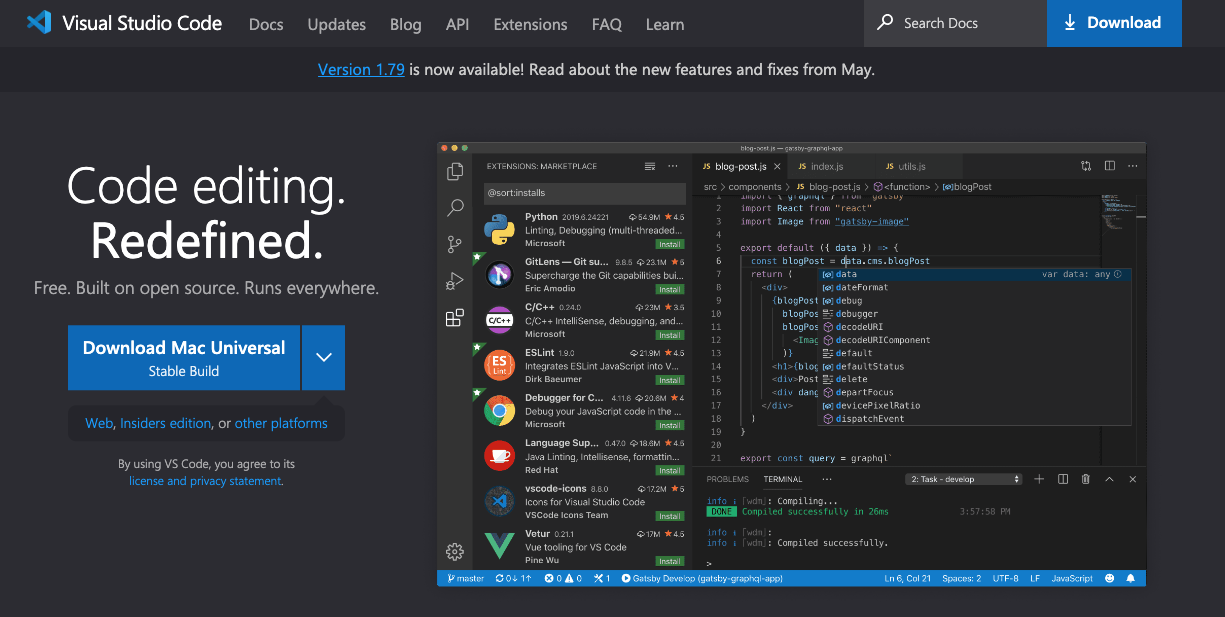 Visual Studio Code Docs Updates Blog API Extensions FAQ Learn Search Docs Download
Version 1.79 is now available! Read about the new features and fixes from May.
Code editing.
Redefined.
Free. Built on open source. Runs everywhere.
Download Mac Universal
Stable Build
Web, Insiders edition, or other platforms
By using VS Code, you agree to its
license and privacy statement.
blog-post.js — gatsby-graphql-app
EXTENSIONS: MARKETPLACE
@sort:installs
Python 2019.6.24221 54.9M ★4.5
Linting, Debugging (multi-threaded...
Microsoft Install
GitLens — Git su... 9.8.5 23.1M ★5
Supercharge the Git capabilities bui...
Eric Amodio Install
C/C++
C/C++ 0.24.0 23M ★3.5
C/C++ IntelliSense, debugging, and...
Microsoft Install
ES
Lint
ESLint 1.9.0 21.9M ★4.5
Integrates ESLint JavaScript into V...
Dirk Baeumer Install
Debugger for C... 4.11.6 20.6M ★4
Debug your JavaScript code in the ...
Microsoft Install
Language Sup... 0.47.0 18.6M ★4.5
Java Linting, Intellisense, formattin...
Red Hat Install
vscode-icons 8.8.0 17.2M ★5
Icons for Visual Studio Code
VSCode Icons Team Install
Vetur 0.21.1 17M ★4.5
Vue tooling for VS Code
Pine Wu Install
JS blog-post.js JS index.js JS utils.js
src > components > JS blog-post.js > <function> > blogPost
1 import { graphql } from "gatsby"
2 import React from "react"
3 import Image from "gatsby-image"
4
5 export default ({ data }) => {
6 const blogPost = data.cms.blogPost
7 return (
8 <div>
9 {blogPost
10 blogPo
11 blogPo
12 <Imag
13 )}
14 <h1>{blog
15 <div>Post
16 <div dang
17 </div>
18 )
19 }
20
21 export const query = graphql`
data var data: any
dateFormat
debug
debugger
decodeURI
decodeURIComponent
default
defaultStatus
delete
departFocus
devicePixelRatio
dispatchEvent
PROBLEMS TERMINAL ··· 2: Task - develop
info : [wdm]: Compiling...
DONE Compiled successfully in 26ms 3:57:58 PM
info : [wdm]:
info : [wdm]: Compiled successfully.
>
master 0↓ 1↑ 0 0 1 Gatsby Develop (gatsby-graphql-app) Ln 6, Col 21 Spaces: 2 UTF-8 LF JavaScript